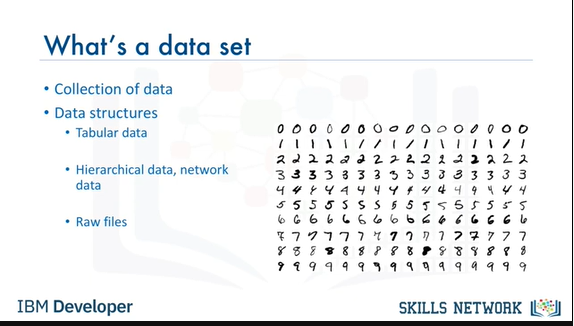 What's a data set
• Collection of data
• Data structures
• Tabular data
• Hierarchical data, network
data
• Raw files
0 0 0 0 0 0 0 0 0 0 0 0 0 0 0 0
1 1 1 1 1 1 1 1 1 1 1 1 1 1 1 1
2 2 2 2 2 2 2 2 2 2 2 2 2 2 2 2
3 3 3 3 3 3 3 3 3 3 3 3 3 3 3 3
4 4 4 4 4 4 4 4 4 4 4 4 4 4 4 4
5 5 5 5 5 5 5 5 5 5 5 5 5 5 5 5
6 6 6 6 6 6 6 6 6 6 6 6 6 6 6 6
7 7 7 7 7 7 7 7 7 7 7 7 7 7 7 7
8 8 8 8 8 8 8 8 8 8 8 8 8 8 8 8
9 9 9 9 9 9 9 9 9 9 9 9 9 9 9 9
IBM Developer
SKILLS NETWORK